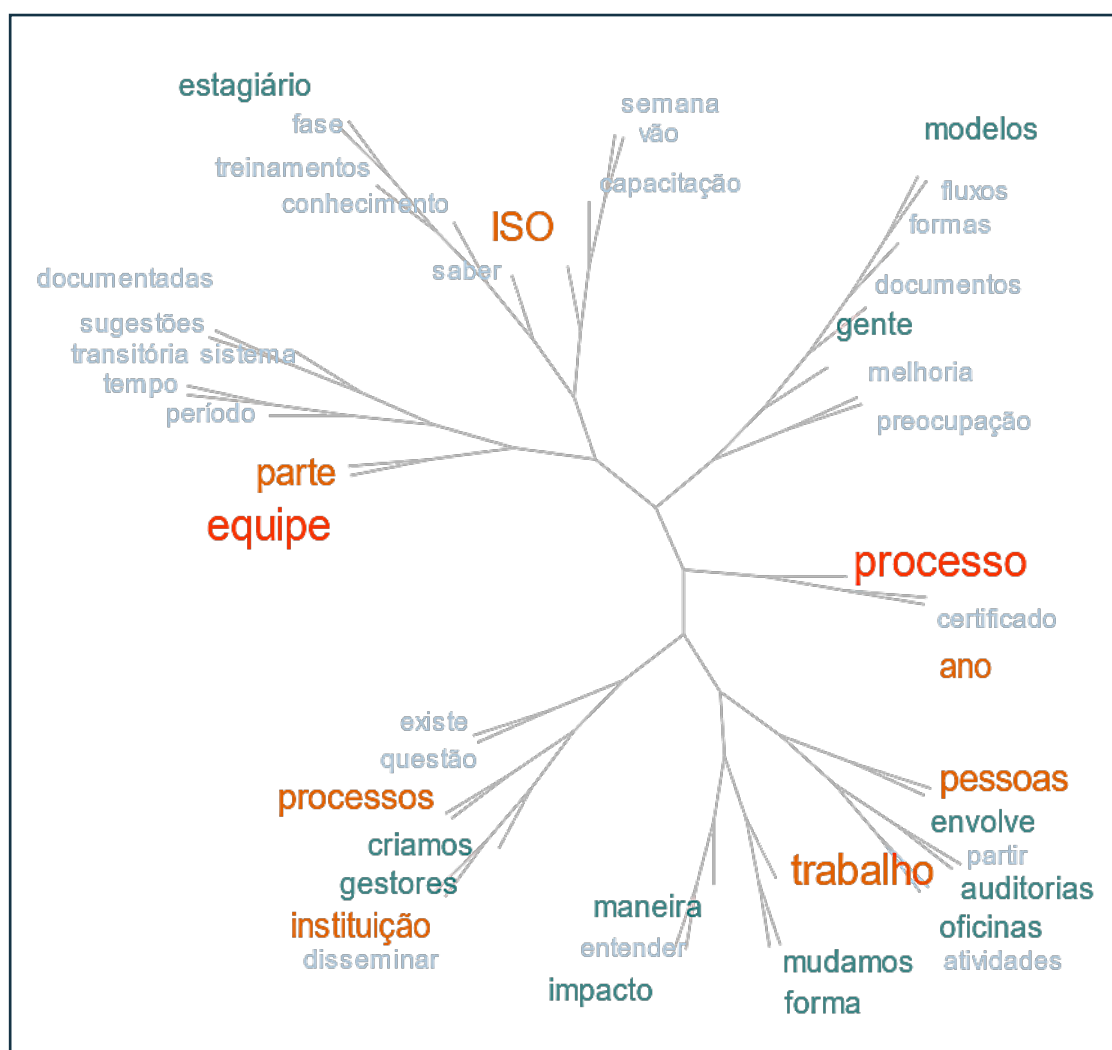 estagiário
fase
treinamentos
conhecimento
semana
vão
capacitação
ISO
saber
modelos
fluxos
formas
documentos
gente
melhoria
preocupação
documentadas
sugestões
transitória sistema
tempo
período
parte
equipe
processo
certificado
ano
existe
questão
processos
criamos
gestores
instituição
disseminar
maneira
entender
impacto
trabalho
mudamos
forma
pessoas
envolve
partir
auditorias
oficinas
atividades